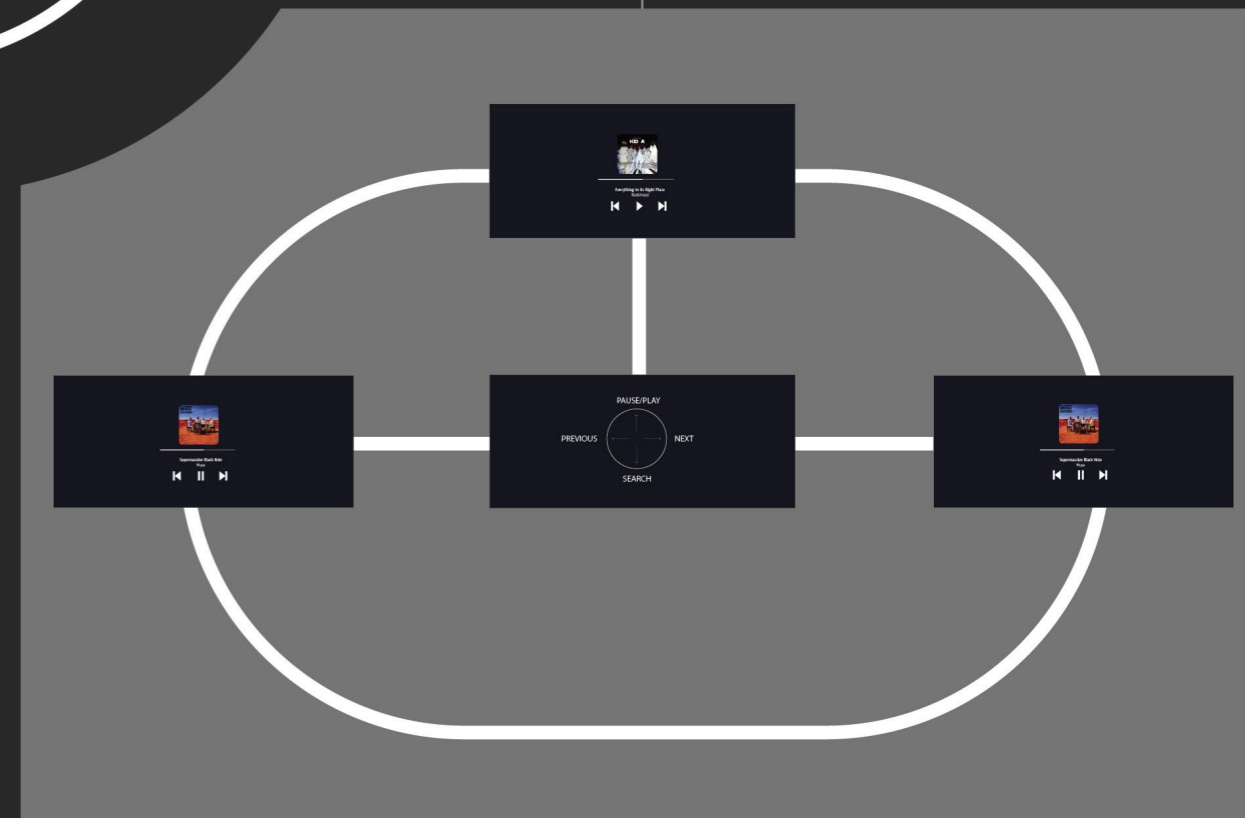 KID A
Everything in its Right Place
Radiohead
PAUSE/PLAY
PREVIOUS
NEXT
SEARCH
Supermassive Black Hole
Muse
Supermassive Black Hole
Muse